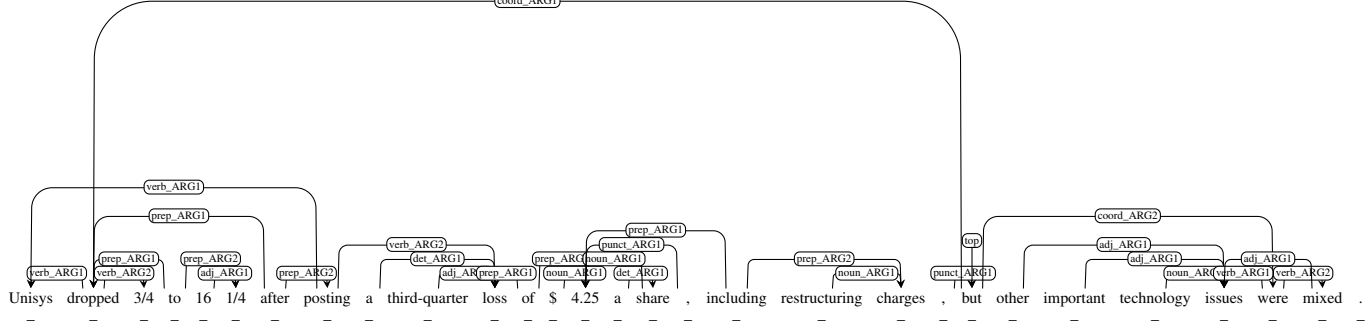 coord_ARG1
verb_ARG1
prep_ARG1 coord_ARG2
prep_ARG1
top
verb_ARG2 punct_ARG1 adj_ARG1
prep_ARG1 prep_ARG2 det_ARG1 noun_ARG1 prep_ARG2 adj_ARG1 adj_ARG1
verb_ARG1 verb_ARG2 adj_ARG1 prep_ARG2 prep_ARG1 noun_ARG1 det_ARG1 noun_ARG1 punct_ARG1 verb_ARG1 verb_ARG2
Unisys dropped 3/4 to 16 1/4 after posting a third-quarter loss of $ 4.25 a share , including restructuring charges , but other important technology issues were mixed .
_ _ _ _ _ _ _ _ _ _ _ _ _ _ _ _ _ _ _ _ _ _ _ _ _ _ _ _ _